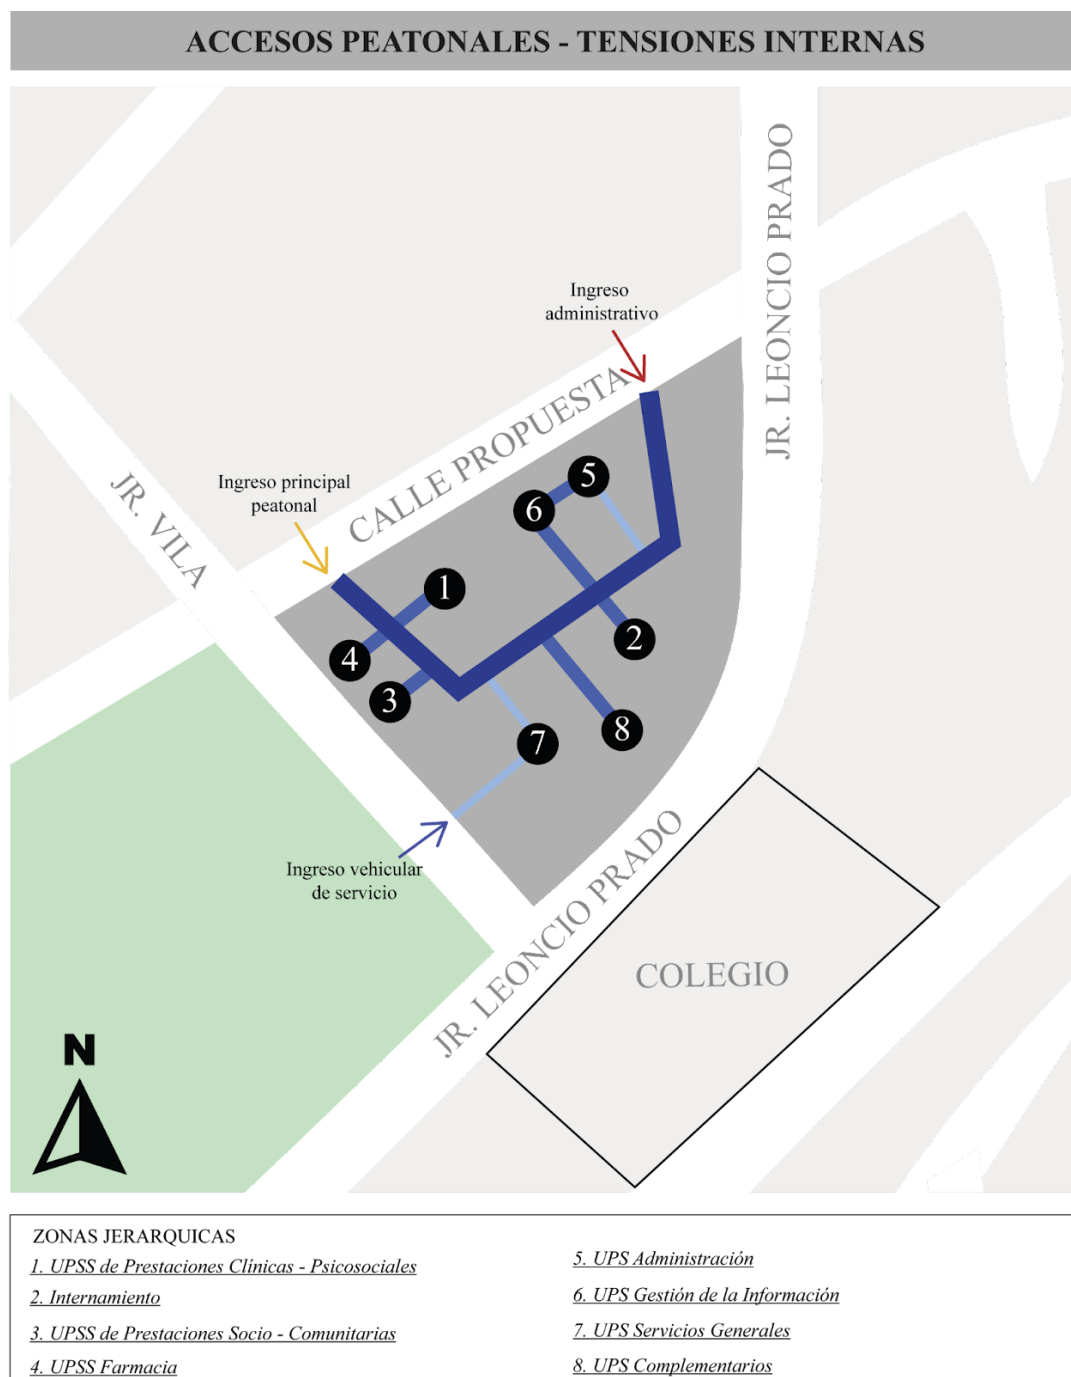 ACCESOS PEATONALES - TENSIONES INTERNAS
JR. LEONCIO PRADO
Ingreso
administrativo
CALLE PROPUESTA
Ingreso principal
peatonal
JR. VILA
5
6
1
2
4
3
8
7
Ingreso vehicular
de servicio
JR. LEONCIO PRADO
COLEGIO
N
ZONAS JERARQUICAS
1. UPSS de Prestaciones Clínicas - Psicosociales
2. Internamiento
3. UPSS de Prestaciones Socio - Comunitarias
4. UPSS Farmacia
5. UPS Administración
6. UPS Gestión de la Información
7. UPS Servicios Generales
8. UPS Complementarios